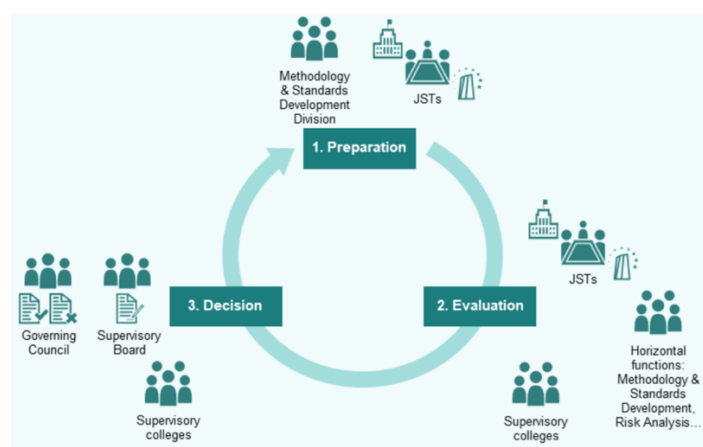 Methodology
& Standards
Development
Division
JSTs
1. Preparation
JSTs
3. Decision
2. Evaluation
Governing
Council
Supervisory
Board
Supervisory
colleges
Supervisory
colleges
Horizontal
functions:
Methodology &
Standards
Development,
Risk Analysis...